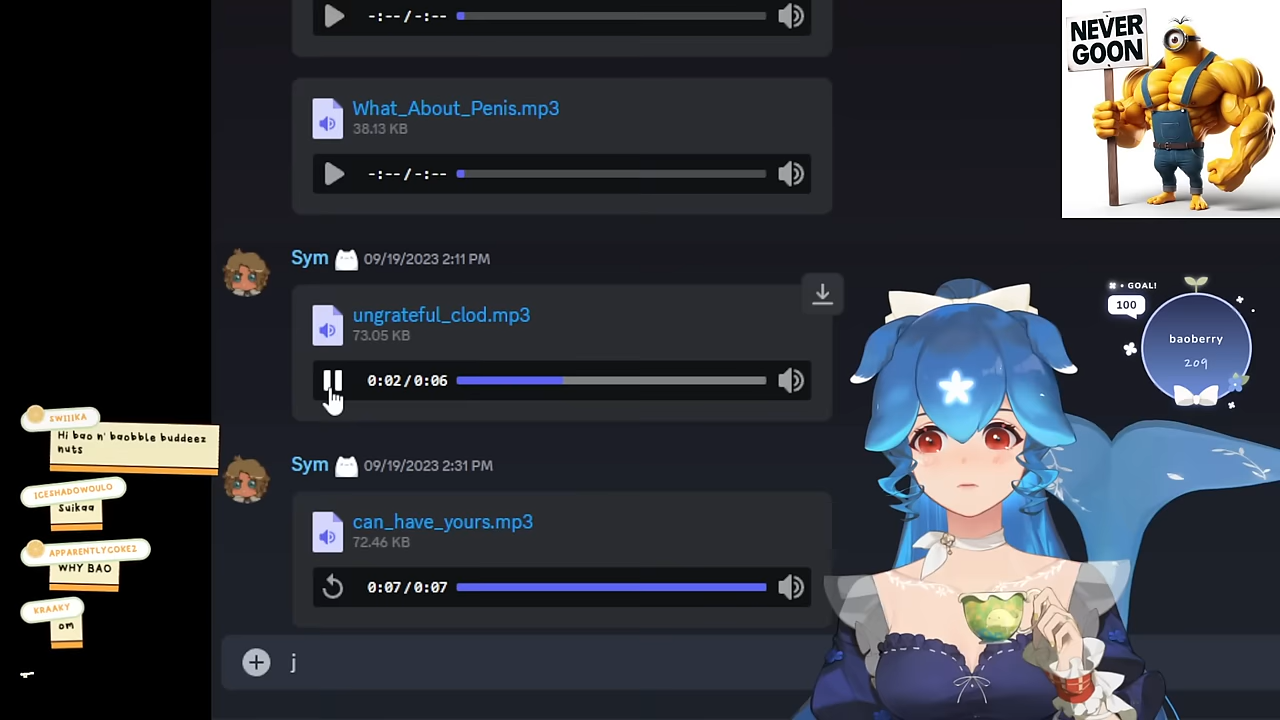 -:-- / -:--
NEVER
GOON
What_About_Penis.mp3
38.13 KB
-:-- / -:--
Sym 09/19/2023 2:11 PM
ungrateful_clod.mp3
73.05 KB
0:02 / 0:06
• GOAL!
100
baoberry
209
SWIIIKA
Hi bao n' baobble buddeez
nuts
ICESHADOWOULO
Suikaa
APPARENTLYCOKE2
WHY BAO
KRAAKY
om
Sym 09/19/2023 2:31 PM
can_have_yours.mp3
72.46 KB
0:07 / 0:07
j